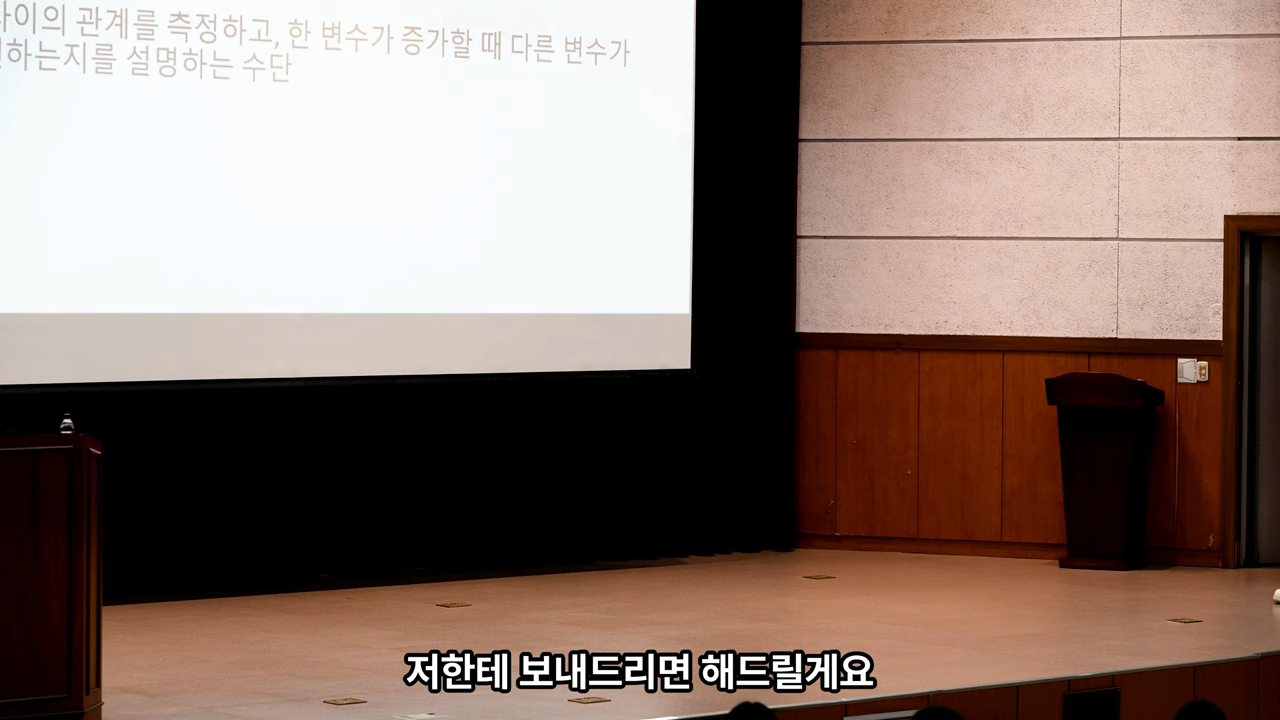 사이의 관계를 측정하고, 한 변수가 증가할 때 다른 변수가
하는지를 설명하는 수단
저한테 보내드리면 해드릴게요